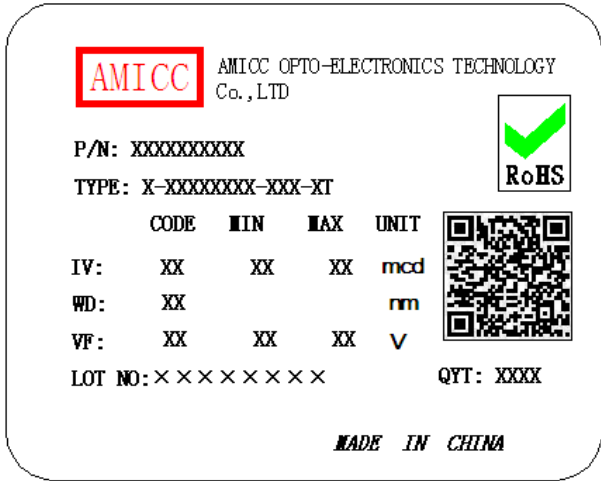 AMICC
AMICC OPTO-ELECTRONICS TECHNOLOGY
Co.,LTD
RoHS
P/N: XXXXXXXXXX
TYPE: X-XXXXXXXX-XXX-XT
CODE MIN MAX UNIT
IV: XX XX XX mcd
WD: XX nm
VF: XX XX XX V
LOT NO:××××××××
QYT: XXXX
MADE IN CHINA